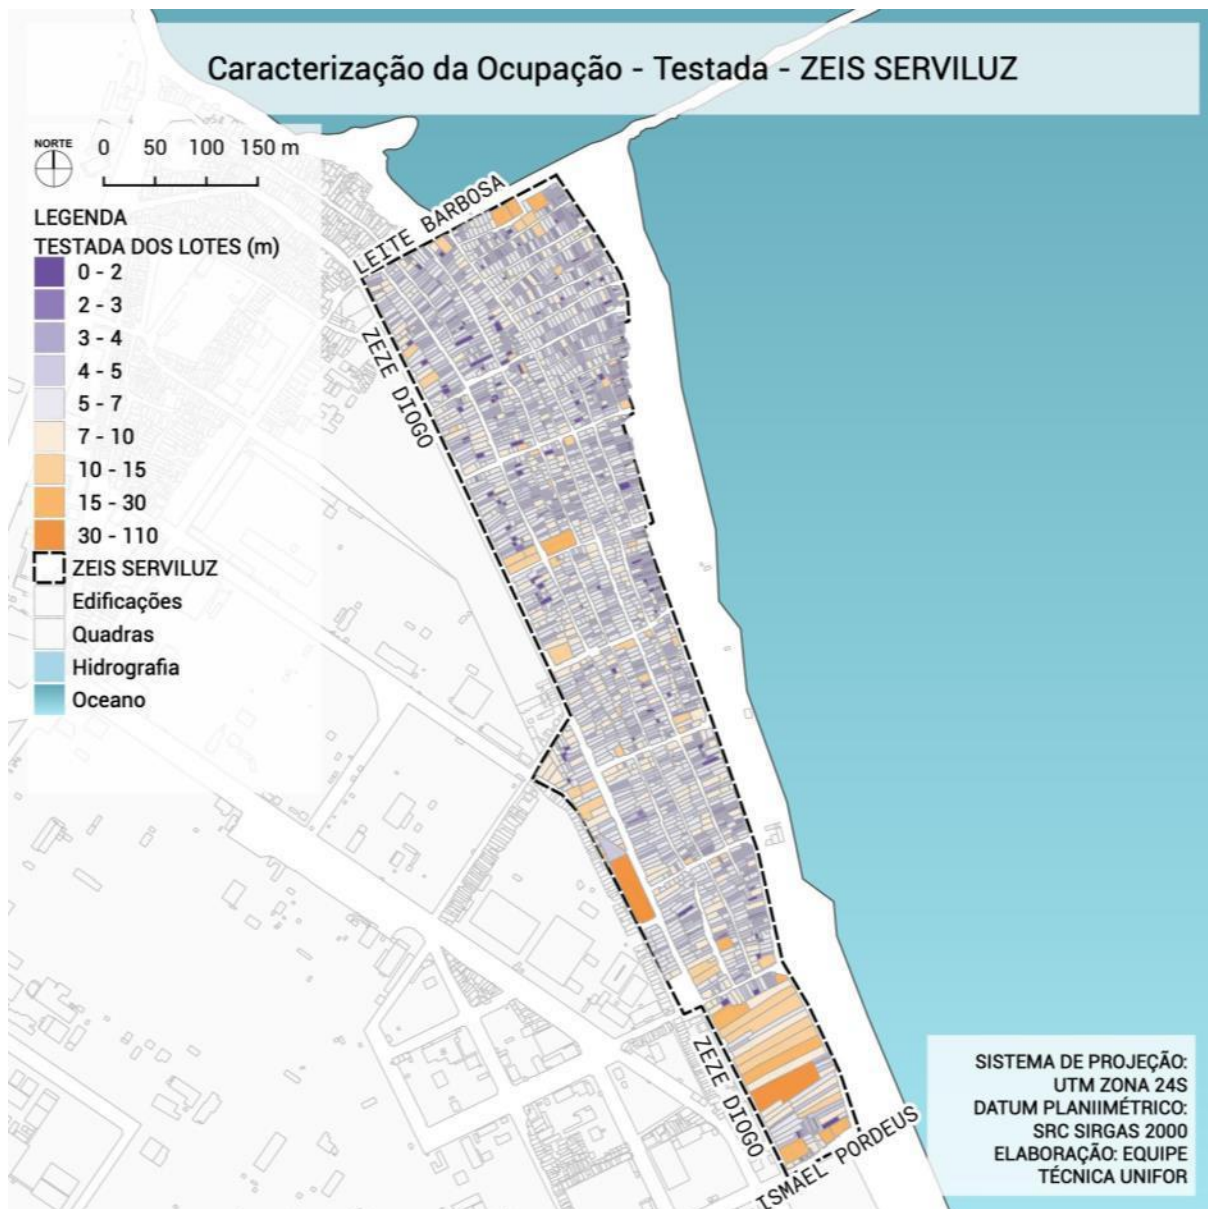 Caracterização da Ocupação - Testada - ZEIS SERVILUZ
NORTE
0 50 100 150 m
LEGENDA
TESTADA DOS LOTES (m)
0 - 2
2 - 3
3 - 4
4 - 5
5 - 7
7 - 10
10 - 15
15 - 30
30 - 110
ZEIS SERVILUZ
Edificações
Quadras
Hidrografia
Oceano
LEITE BARBOSA
ZEZE DIOGO
ZEZE DIOGO
ISMAEL PORDEUS
SISTEMA DE PROJEÇÃO:
UTM ZONA 24S
DATUM PLANIIMÉTRICO:
SRC SIRGAS 2000
ELABORAÇÃO: EQUIPE
TÉCNICA UNIFOR